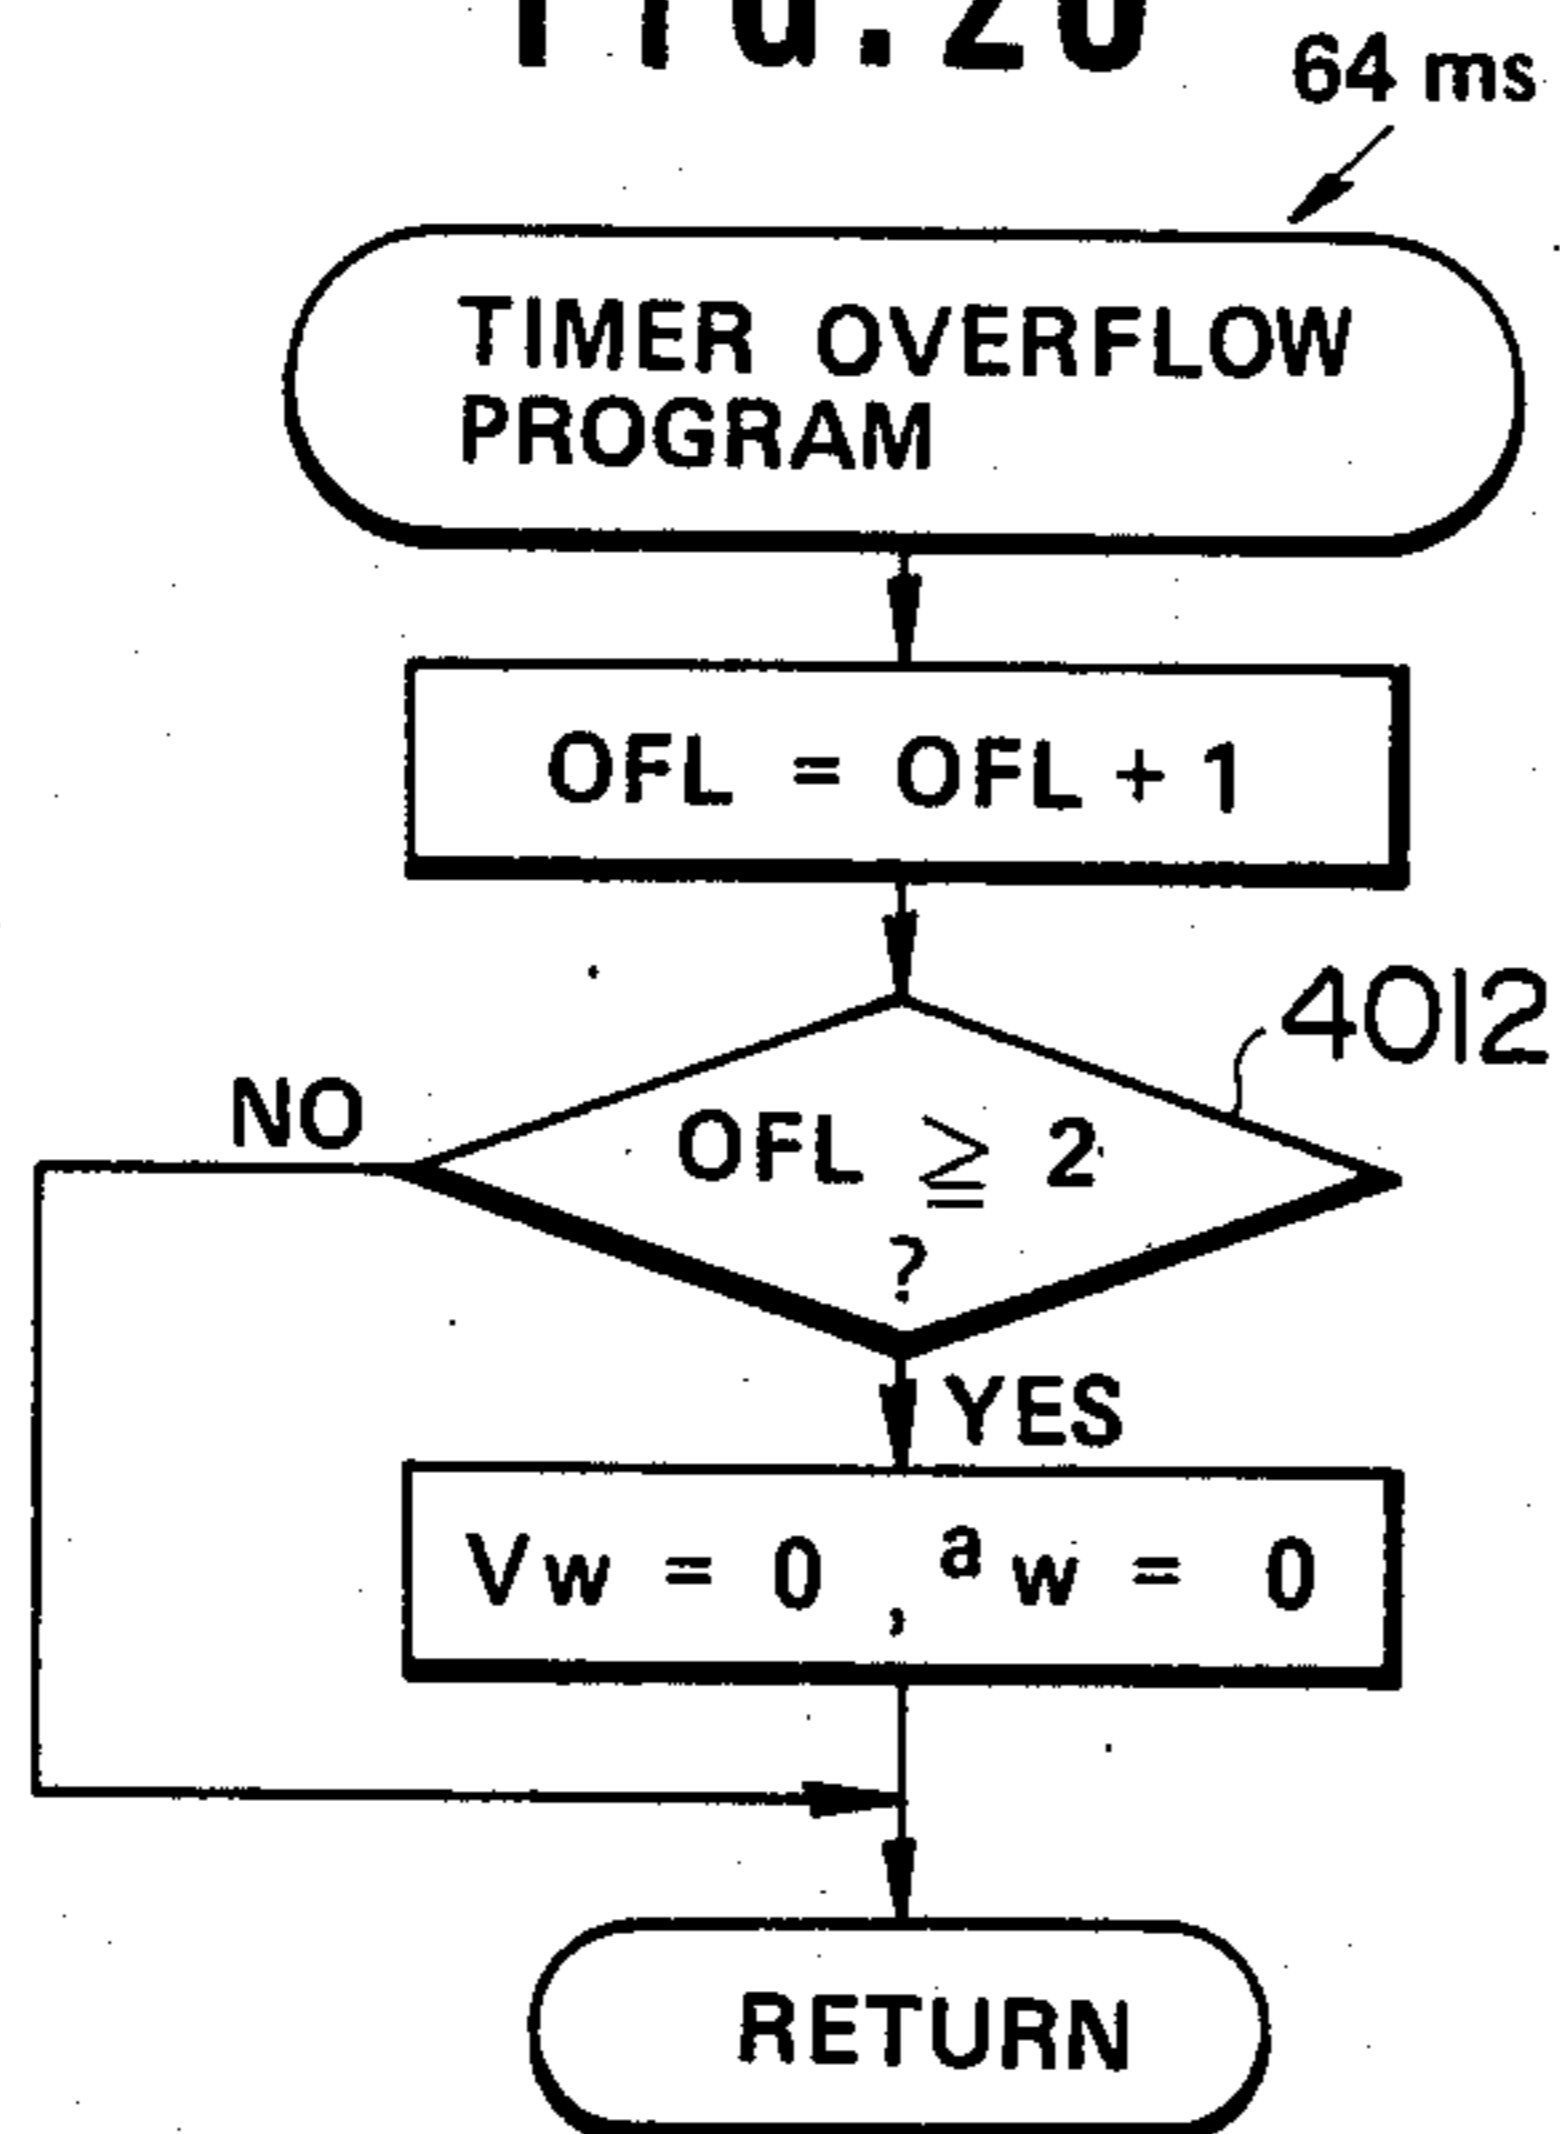 64 ms
TIMER OVERFLOW
PROGRAM
OFL = OFL + 1
4012
NO
OFL ≧ 2
?
YES
Vw = 0 , aw = 0
RETURN